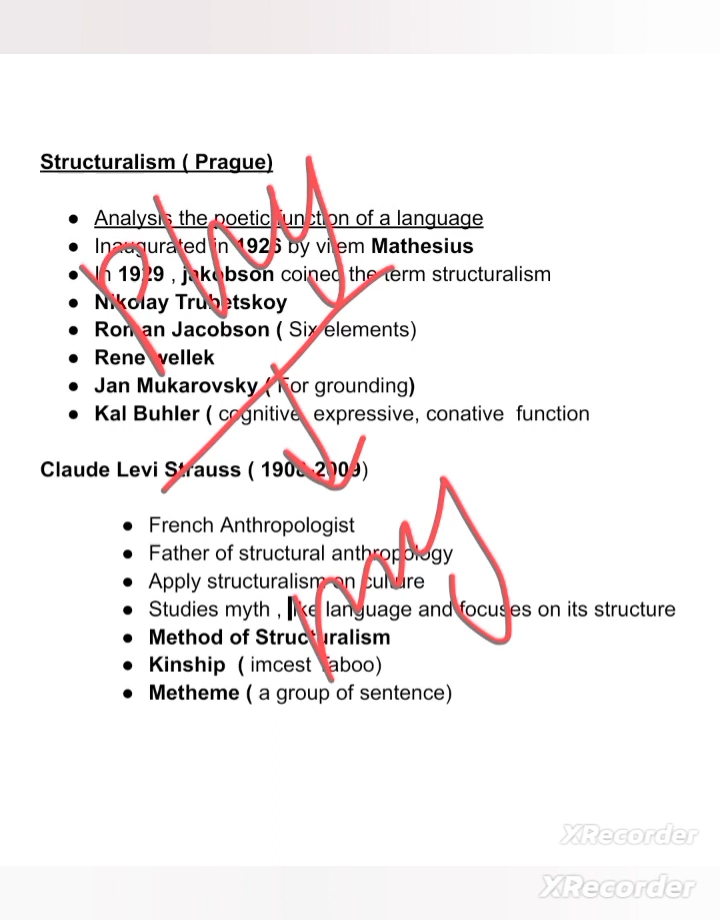 Structuralism ( Prague)
Analysis the poetic function of a language
Inaugurated in 1926 by vilem Mathesius
In 1929 , jakobson coined the term structuralism
Nikolay Trubetskoy
Roman Jacobson ( Six elements)
Rene wellek
Jan Mukarovsky ( For grounding)
Kal Buhler ( cognitive, expressive, conative function
Claude Levi Strauss ( 1908-2009)
French Anthropologist
Father of structural anthropology
Apply structuralism on culture
Studies myth , like language and focuses on its structure
Method of Structuralism
Kinship ( imcest Taboo)
Metheme ( a group of sentence)
XRecorder
XRecorder